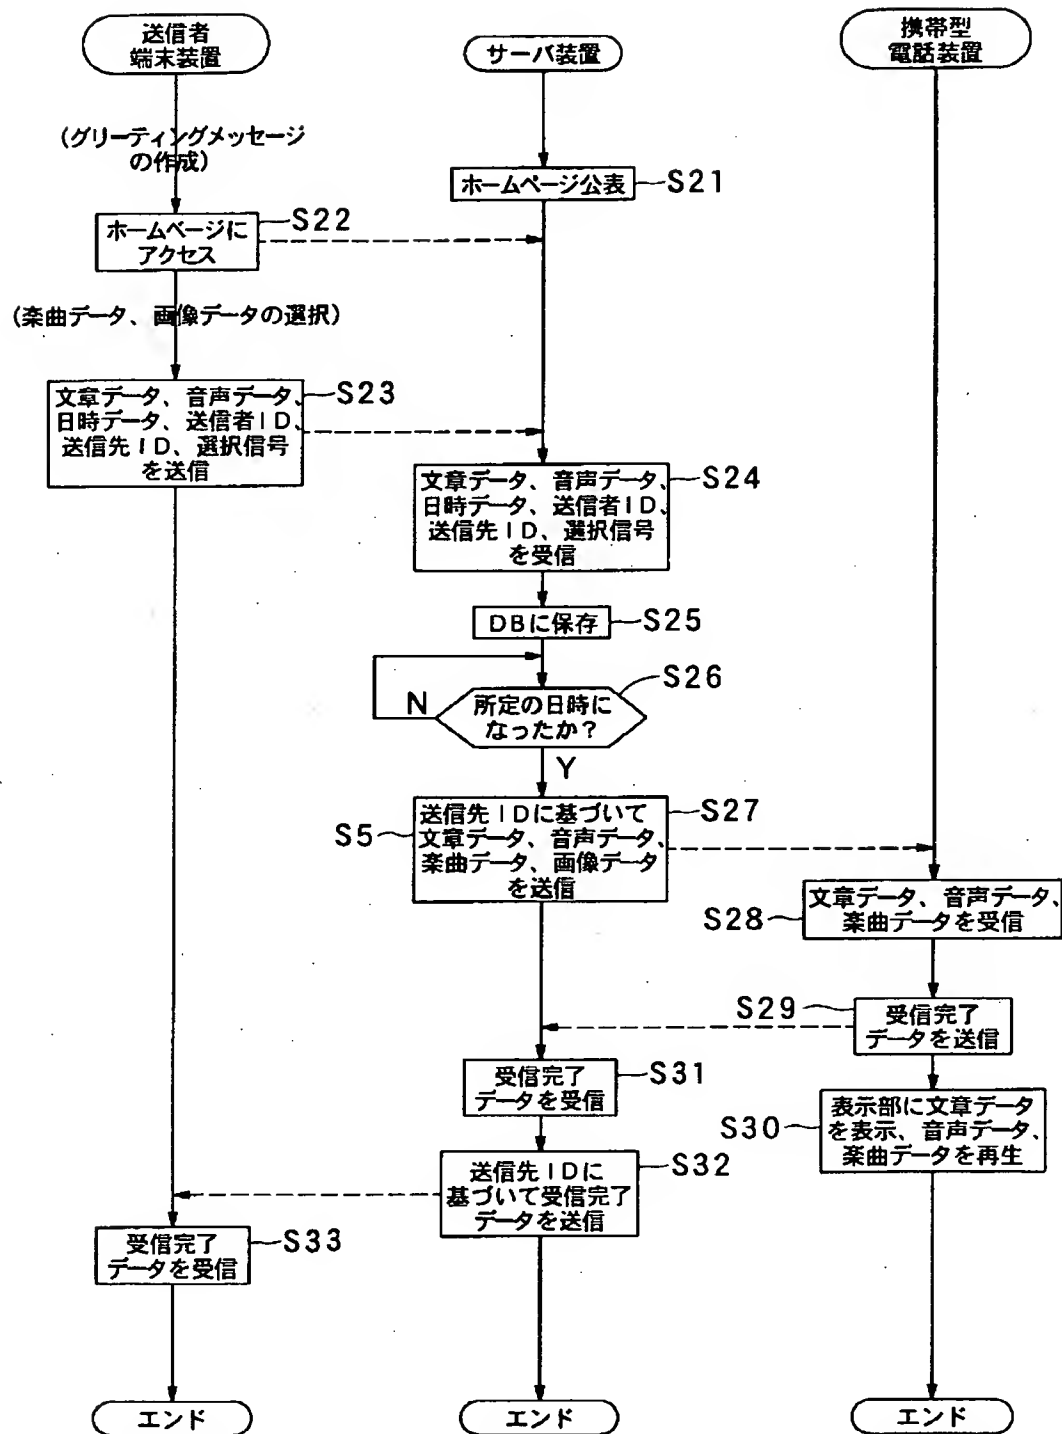 送信者
端末装置
サーバ装置
携帯型
電話装置
(グリーティングメッセージ
の作成)
ホームページ公表
S21
ホームページに
アクセス
S22
(楽曲データ、画像データの選択)
文章データ、音声データ、
日時データ、送信者ID、
送信先ID、選択信号
を送信
S23
文章データ、音声データ、
日時データ、送信者ID、
送信先ID、選択信号
を受信
S24
DBに保存
S25
所定の日時に
なったか?
S26
N
Y
送信先IDに基づいて
文章データ、音声データ、
楽曲データ、画像データ
を送信
S27
S5
文章データ、音声データ、
楽曲データを受信
S28
S29
受信完了
データを送信
受信完了
データを受信
S31
表示部に文章データ
を表示、音声データ、
楽曲データを再生
S30
送信先IDに
基づいて受信完了
データを送信
S32
受信完了
データを受信
S33
エンド
エンド
エンド